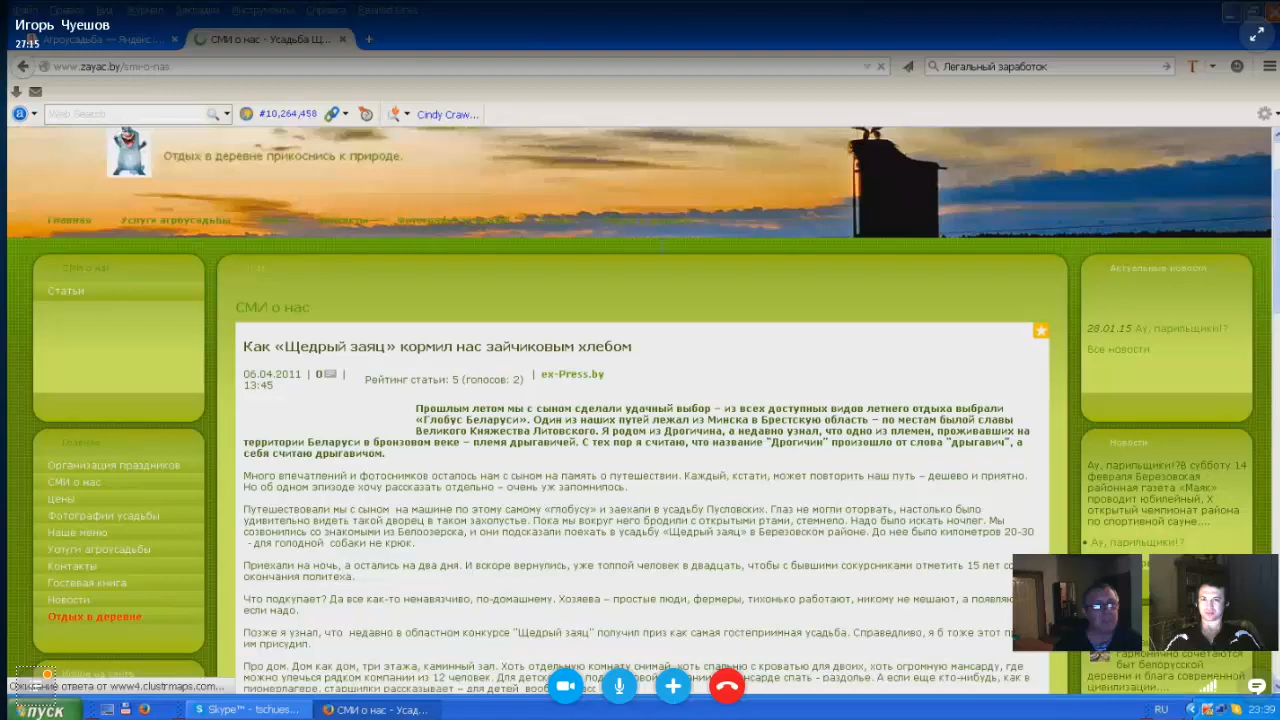 Файл Правка Вид Журнал Закладки Инструменты Справка
Игорь Чуешов
27:15
Агроусадьба — Яндекс....
СМИ о нас - Усадьба Щ...
www.zayac.by/smi-o-nas
Легальный заработок
Web Search
#10,264,458
Cindy Craw...
Отдых в деревне прикоснись к природе.
Главная Услуги агроусадьбы
СМИ о нас
Статьи
СМИ о нас
Как «Щедрый заяц» кормил нас зайчиковым хлебом
06.04.2011 | 0 |
13:45
Рейтинг статьи: 5 (голосов: 2) | ex-Press.by
Прошлым летом мы с сыном сделали удачный выбор – из всех доступных видов летнего отдыха выбрали
«Глобус Беларуси». Один из наших путей лежал из Минска в Брестскую область – по местам былой славы
Великого Княжества Литовского. Я родом из Дрогичина, а недавно узнал, что одно из племен, проживавших на
территории Беларуси в бронзовом веке – племя дрыгавичей. С тех пор я считаю, что название "Дрогичин" произошло от слова "дрыгавич", а
себя считаю дрыгавичом.
Много впечатлений и фотоснимков осталось нам с сыном на память о путешествии. Каждый, кстати, может повторить наш путь – дешево и приятно.
Но об одном эпизоде хочу рассказать отдельно – очень уж запомнилось.
Путешествовали мы с сыном на машине по этому самому «глобусу» и заехали в усадьбу Пусловских. Глаз не могли оторвать, настолько было
удивительно видеть такой дворец в таком захопустье. Пока мы вокруг него бродили с открытыми ртами, стемнело. Надо было искать ночлег. Мы
созвонились со знакомыми из Белоозерска, и они подсказали поехать в усадьбу «Щедрый заяц» в Березовском районе. До нее было километров 20-30
- для голодной собаки не крюк.
Приехали на ночь, а остались на два дня. И вскоре вернулись, уже топпой человек в двадцать, чтобы с бывшими сокурсниками отметить 15 лет со
окончания политеха.
Что подкупает? Да все как-то ненавязчиво, по-домашнему. Хозяева – простые люди, фермеры, тихонько работают, никому не мешают, а появляю
если надо.
Позже я узнал, что недавно в областном конкурсе "Щедрый заяц" получил приз как самая гостеприимная усадьба. Справедливо, я б тоже этот пр
им присудил.
Про дом. Дом как дом, три этажа, каминный зал. Хоть отдельную комнату снимай, хоть спальню с кроватью для двоих, хоть огромную мансарду, где
можно улечься рядком компании из 12 человек. Для детс
Главная
Организация праздников
СМИ о нас
Цены
Фотографии усадьбы
Наше меню
Услуги агроусадьбы
Контакты
Гостевая книга
Новости
Отдых в деревне
Актуальные новости
28.01.15 Ау, парильщики!?
Все новости
Новости
Ау, парильщики!?В субботу 14
февраля Березовская
районная газета «Маяк»
проводит юбилейный, X
открытый чемпионат района
по спортивной сауне....
Ау, парильщики!?
гармонично сочетаются
быт белорусской
деревни и блага современной
цивилизации....
Ожидание ответа от www4.clustrmaps.com...
пуск
Skype™ - tschues...
СМИ о нас - Усад...
RU
23:39